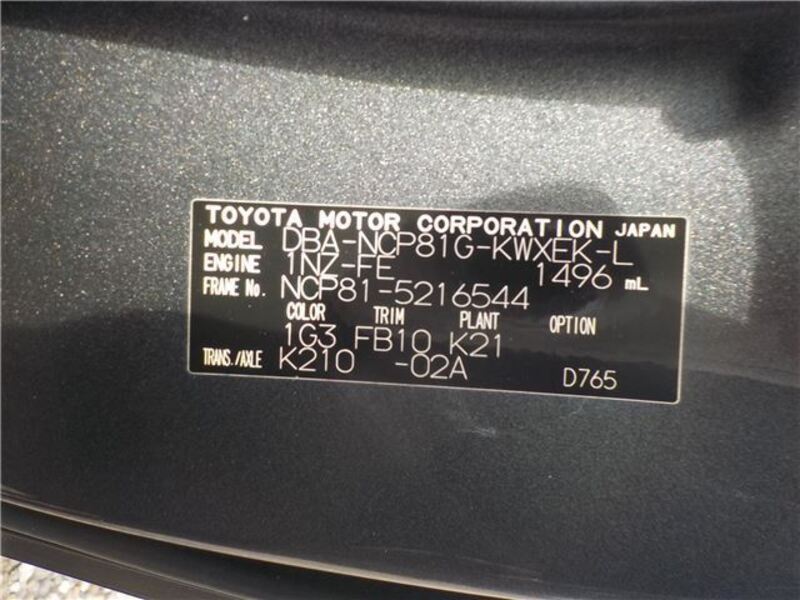 TOYOTA MOTOR CORPORATION JAPAN
MODEL DBA-NCP81G-KWXEK-L
ENGINE 1NZ-FE 1496 mL
FRAME No. NCP81-5216544
COLOR TRIM PLANT OPTION
1G3 FB10 K21
TRANS./AXLE K210 -02A D765